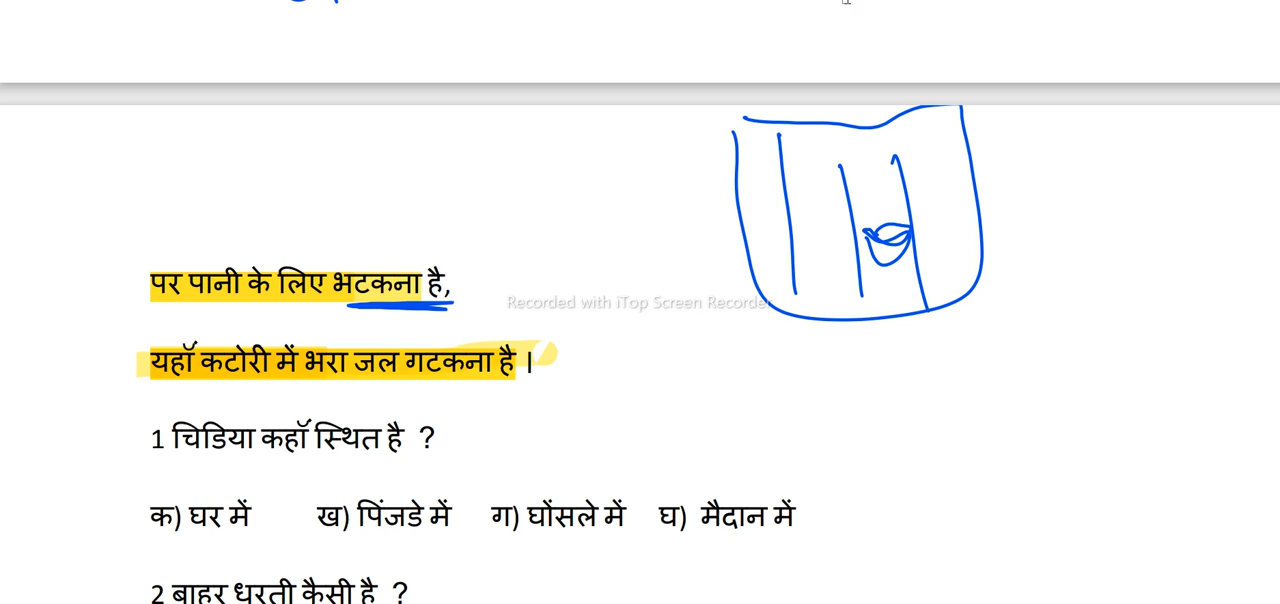 पर पानी के लिए भटकना है,
Recorded with iTop Screen Recorder
यहाॅ कटोरी में भरा जल गटकना है ।
1 चिडिया कहाॅ स्थित है ?
क) घर में ख) पिंजडे में ग) घोंसले में घ) मैदान में
2 बाहर धरती कैसी है ?